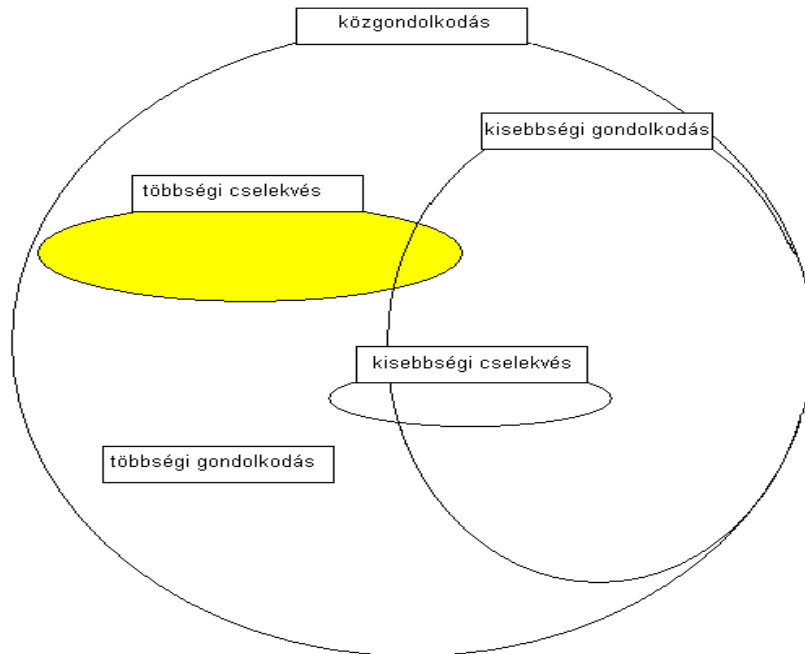 közgondolkodás
kisebbségi gondolkodás
többségi cselekvés
kisebbségi cselekvés
többségi gondolkodás